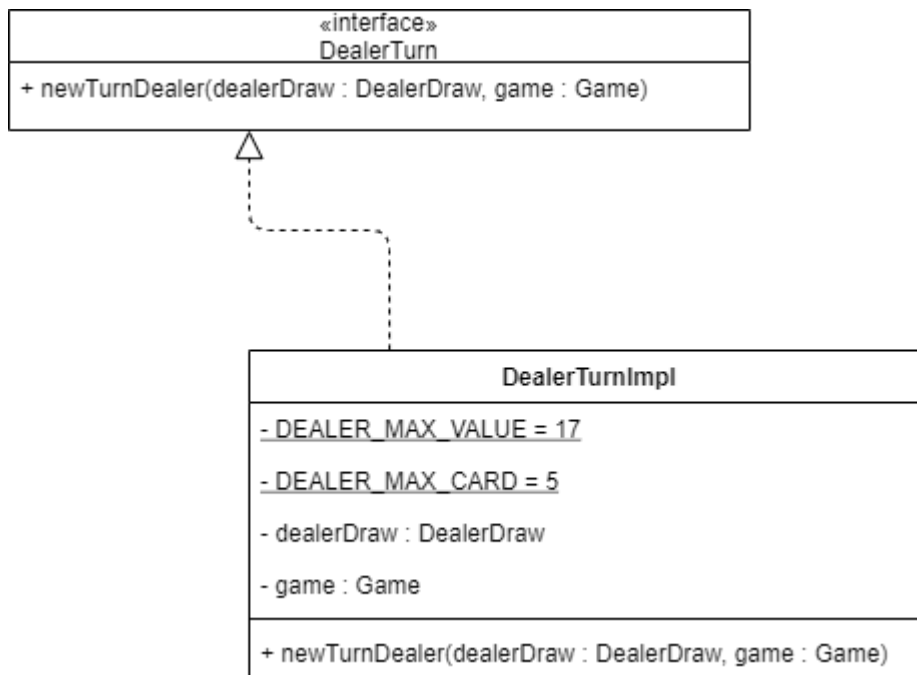 «interface»
DealerTurn
+ newTurnDealer(dealerDraw : DealerDraw, game : Game)
DealerTurnImpl
- DEALER_MAX_VALUE = 17
- DEALER_MAX_CARD = 5
- dealerDraw : DealerDraw
- game : Game
+ newTurnDealer(dealerDraw : DealerDraw, game : Game)